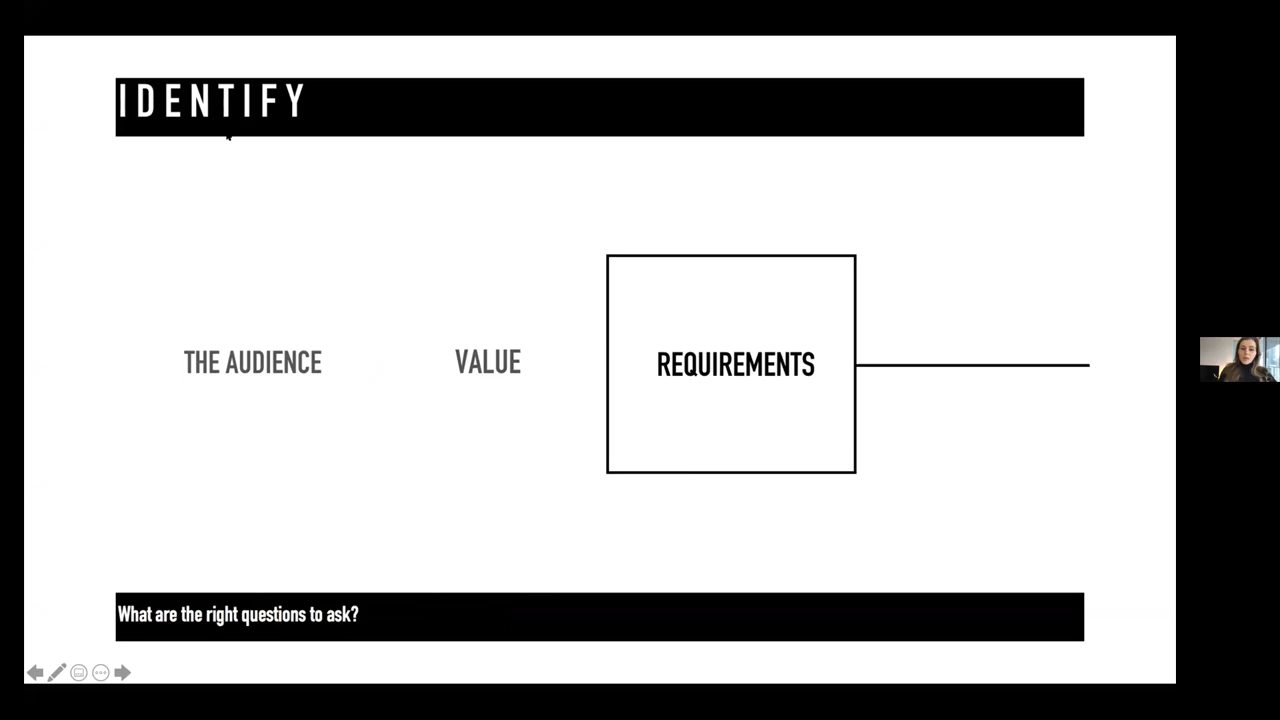 IDENTIFY
THE AUDIENCE
VALUE
REQUIREMENTS
What are the right questions to ask?